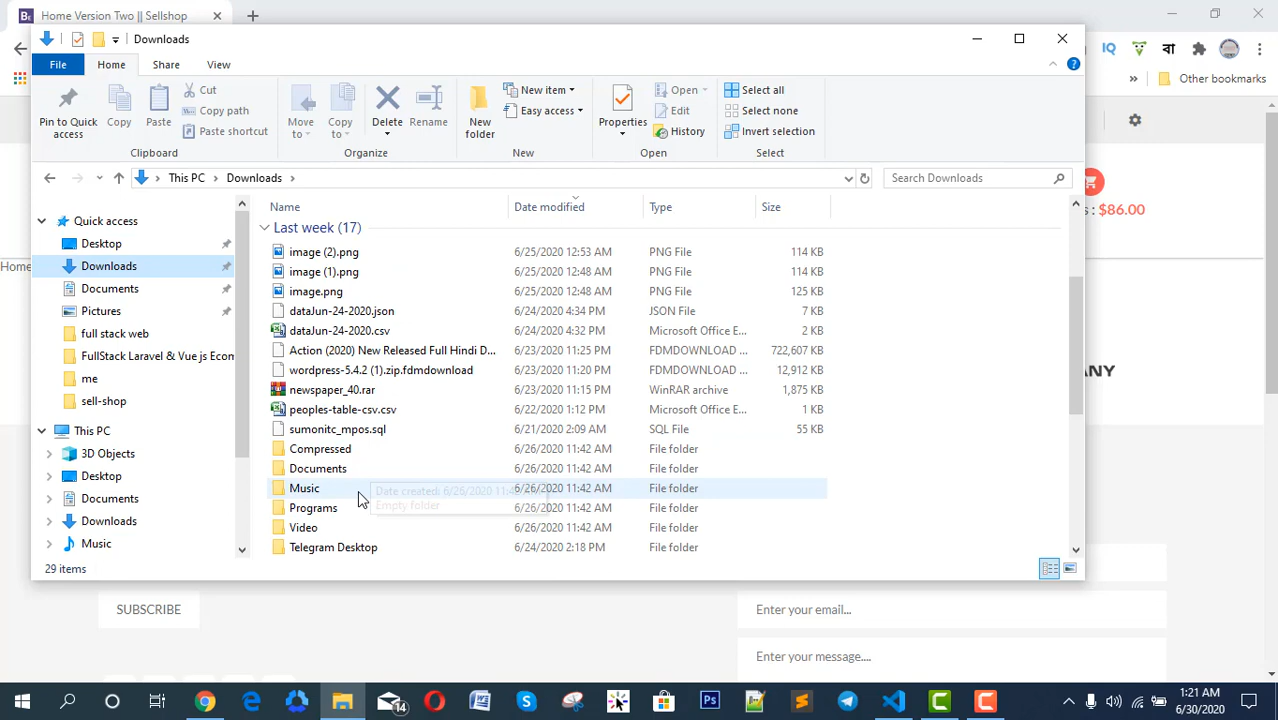 Home Version Two || Sellshop
Downloads
File Home Share View
Cut
Copy path
Paste shortcut
Pin to Quick access
Copy
Paste
Move to
Copy to
Delete
Rename
New folder
New item
Easy access
Properties
Open
Edit
History
Select all
Select none
Invert selection
Clipboard Organize New Open Select
IQ
বা
Other bookmarks
This PC > Downloads >
Search Downloads
: $86.00
Name Date modified Type Size
Quick access
Desktop
Downloads
Documents
Pictures
full stack web
FullStack Laravel & Vue js Ecom
me
sell-shop
This PC
3D Objects
Desktop
Documents
Downloads
Music
Last week (17)
image (2).png 6/25/2020 12:53 AM PNG File 114 KB
image (1).png 6/25/2020 12:48 AM PNG File 114 KB
image.png 6/25/2020 12:48 AM PNG File 125 KB
dataJun-24-2020.json 6/24/2020 4:34 PM JSON File 7 KB
dataJun-24-2020.csv 6/24/2020 4:32 PM Microsoft Office E... 2 KB
Action (2020) New Released Full Hindi D... 6/23/2020 11:25 PM FDMDOWNLOAD ... 722,607 KB
wordpress-5.4.2 (1).zip.fdmdownload 6/23/2020 11:20 PM FDMDOWNLOAD ... 12,912 KB
newspaper_40.rar 6/23/2020 11:15 PM WinRAR archive 1,875 KB
peoples-table-csv.csv 6/22/2020 1:12 PM Microsoft Office E... 1 KB
sumonitc_mpos.sql 6/21/2020 2:09 AM SQL File 55 KB
Compressed 6/26/2020 11:42 AM File folder
Documents 6/26/2020 11:42 AM File folder
Music 6/26/2020 11:42 AM File folder
Date created: 6/26/2020 11:4
Empty folder
Programs 6/26/2020 11:42 AM File folder
Video 6/26/2020 11:42 AM File folder
Telegram Desktop 6/24/2020 2:18 PM File folder
29 items
Home
ANY
SUBSCRIBE
Enter your email...
Enter your message....
14
1:21 AM
6/30/2020